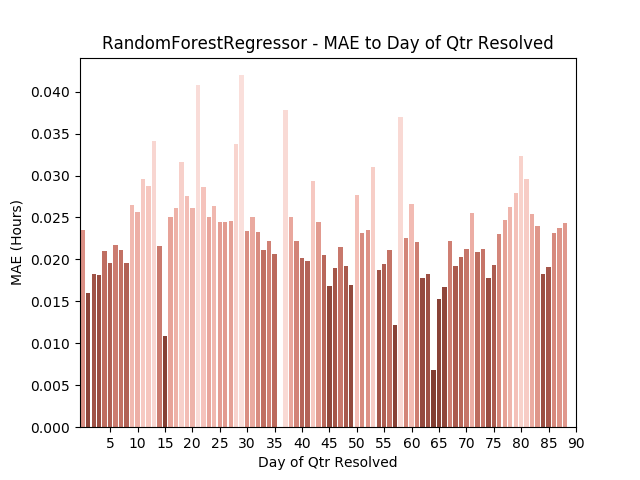 RandomForestRegressor - MAE to Day of Qtr Resolved
MAE (Hours)
0.040
0.035
0.030
0.025
0.020
0.015
0.010
0.005
0.000
5 10 15 20 25 30 35 40 45 50 55 60 65 70 75 80 85 90
Day of Qtr Resolved